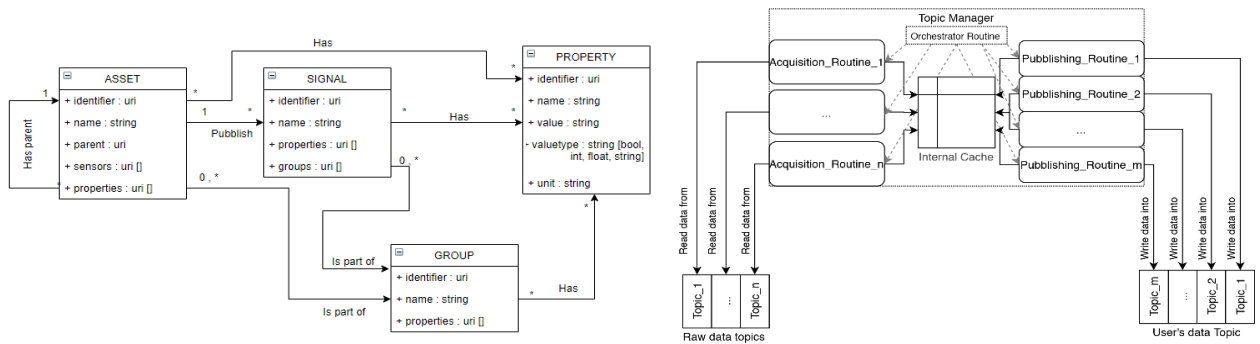 Has
ASSET
+ identifier : uri
+ name : string
+ parent : uri
+ sensors : uri []
+ properties : uri []
1
Has parent
*
*
1
*
Pubblish
0 , *
SIGNAL
+ identifier : uri
+ name : string
+ properties : uri []
+ groups : uri []
*
Has
*
*
0 , *
PROPERTY
+ identifier : uri
+ name : string
+ value : string
+ valuetype : string [bool,
int, float, string]
+ unit : string
*
Is part of
Is part of
GROUP
+ identifier : uri
+ name : string
+ properties : uri []
*
Has
Topic Manager
Orchestrator Routine
Acquisition_Routine_1
...
Acquisition_Routine_n
Internal Cache
Pubblishing_Routine_1
Pubblishing_Routine_2
...
Pubblishing_Routine_m
Read data from
Read data from
Read data from
Topic_1
...
Topic_n
Raw data topics
Write data into
Write data into
Write data into
Write data into
Topic_m
...
Topic_2
Topic_1
User's data Topic